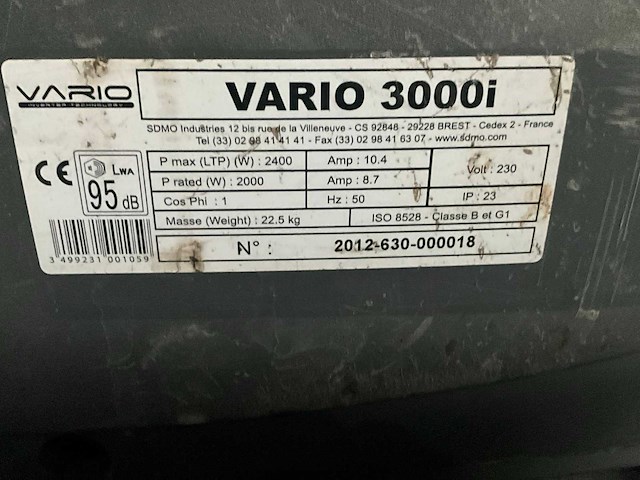 VARIO
INVERTER TECHNOLOGY
VARIO 3000i
SDMO Industries 12 bis rue de la Villeneuve - CS 92848 - 29228 BREST - Cedex 2 - France
Tel (33) 02 98 41 41 41 - Fax (33) 02 98 41 63 07 - www.sdmo.com
CE
LWA
95 dB
P max (LTP) (W) : 2400
Amp : 10.4
Volt : 230
P rated (W) : 2000
Amp : 8.7
Cos Phi : 1
Hz : 50
IP : 23
Masse (Weight) : 22.5 kg
ISO 8528 - Classe B et G1
N° :
2012-630-000018
3 499231 001059